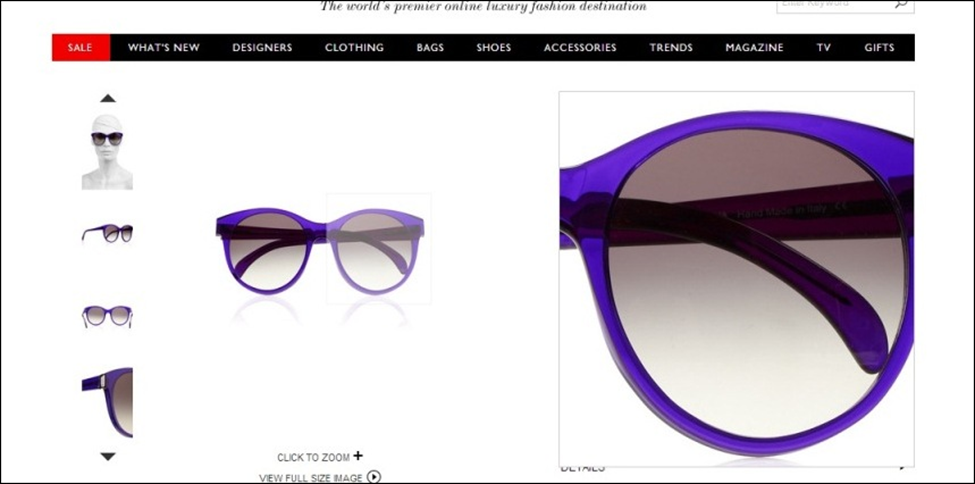 The world's premier online luxury fashion destination
Enter Keyword
SALE WHAT'S NEW DESIGNERS CLOTHING BAGS SHOES ACCESSORIES TRENDS MAGAZINE TV GIFTS
Hand Made In Italy CE
CLICK TO ZOOM +
DETAILS
VIEW FULL SIZE IMAGE